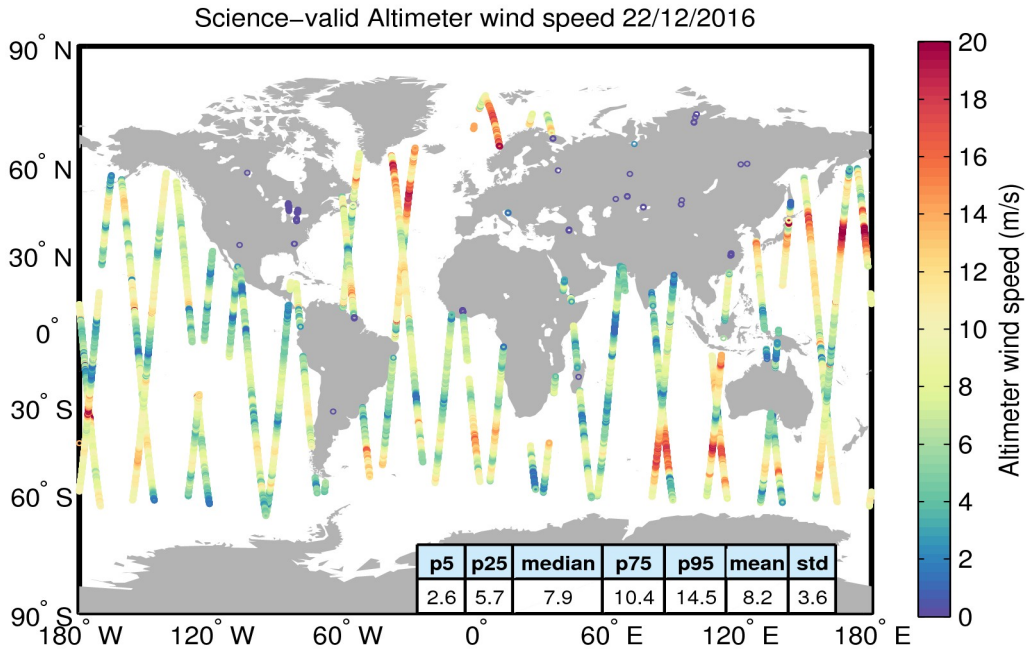 Science−valid Altimeter wind speed 22/12/2016
90° N
60° N
30° N
0°
30° S
60° S
90° S
180° W
120° W
60° W
0°
60° E
120° E
180° E
p5 p25 median p75 p95 mean std
2.6 5.7 7.9 10.4 14.5 8.2 3.6
20
18
16
14
12
10
8
6
4
2
0
Altimeter wind speed (m/s)